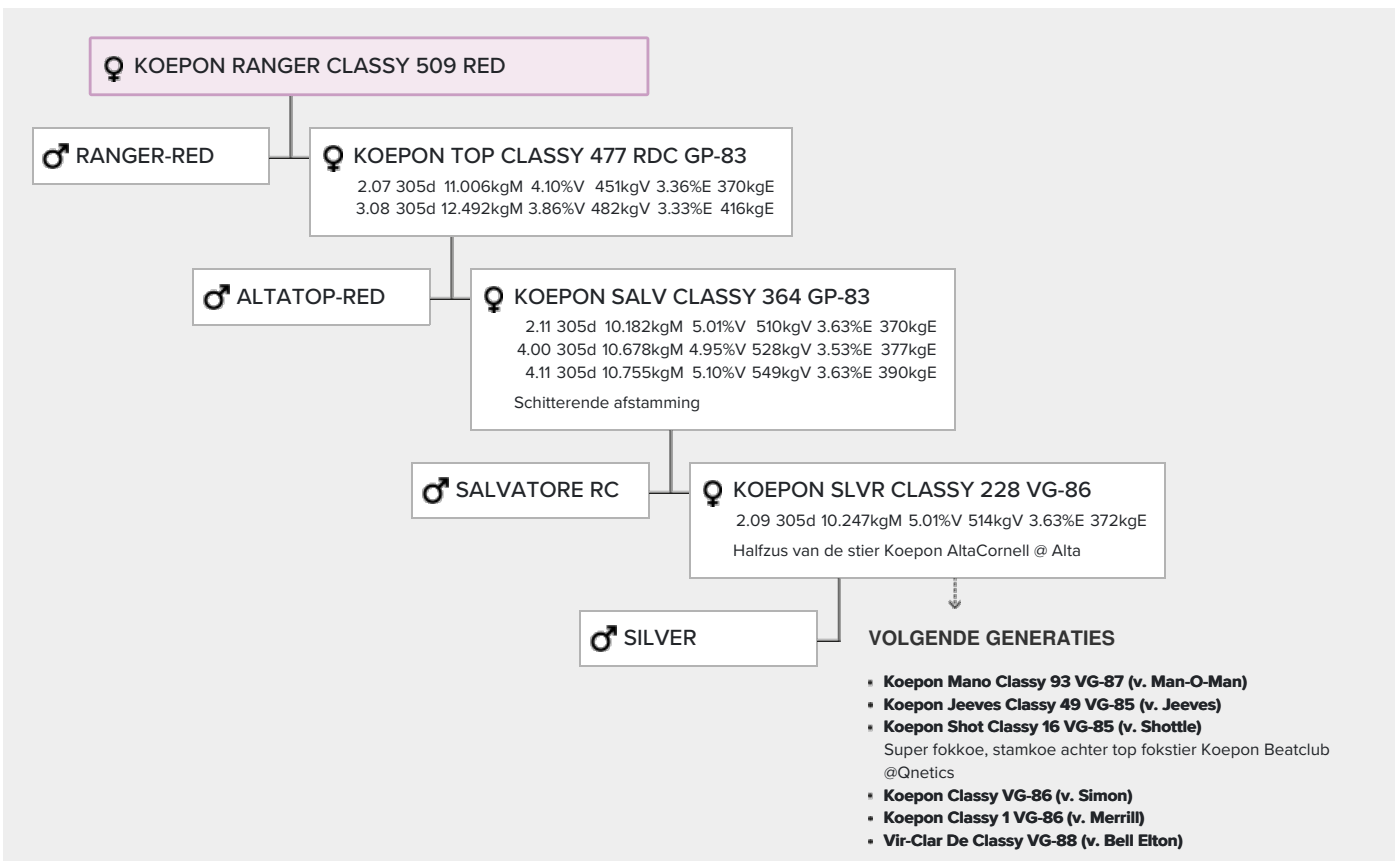 KOEPON RANGER CLASSY 509 RED
RANGER-RED
KOEPON TOP CLASSY 477 RDC GP-83
2.07 305d 11.006kgM 4.10%V 451kgV 3.36%E 370kgE
3.08 305d 12.492kgM 3.86%V 482kgV 3.33%E 416kgE
ALTATOP-RED
KOEPON SALV CLASSY 364 GP-83
2.11 305d 10.182kgM 5.01%V 510kgV 3.63%E 370kgE
4.00 305d 10.678kgM 4.95%V 528kgV 3.53%E 377kgE
4.11 305d 10.755kgM 5.10%V 549kgV 3.63%E 390kgE
Schitterende afstamming
SALVATORE RC
KOEPON SLVR CLASSY 228 VG-86
2.09 305d 10.247kgM 5.01%V 514kgV 3.63%E 372kgE
Halfzus van de stier Koepon AltaCornell @ Alta
SILVER
VOLGENDE GENERATIES
Koepon Mano Classy 93 VG-87 (v. Man-O-Man)
Koepon Jeeves Classy 49 VG-85 (v. Jeeves)
Koepon Shot Classy 16 VG-85 (v. Shottle)
Super fokkoe, stamkoe achter top fokstier Koepon Beatclub
@Qnetics
Koepon Classy VG-86 (v. Simon)
Koepon Classy 1 VG-86 (v. Merrill)
Vir-Clar De Classy VG-88 (v. Bell Elton)